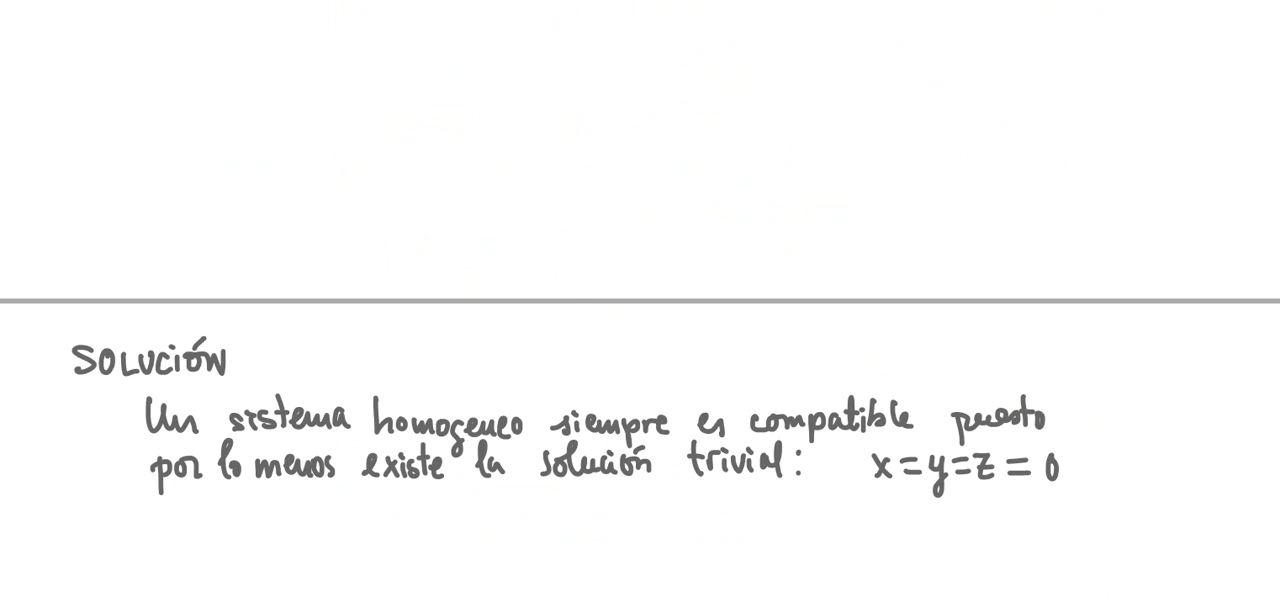 SOLUCIÓN
Un sistema homogeneo siempre es compatible puesto
por lo menos existe la solución trivial: x=y=z=0